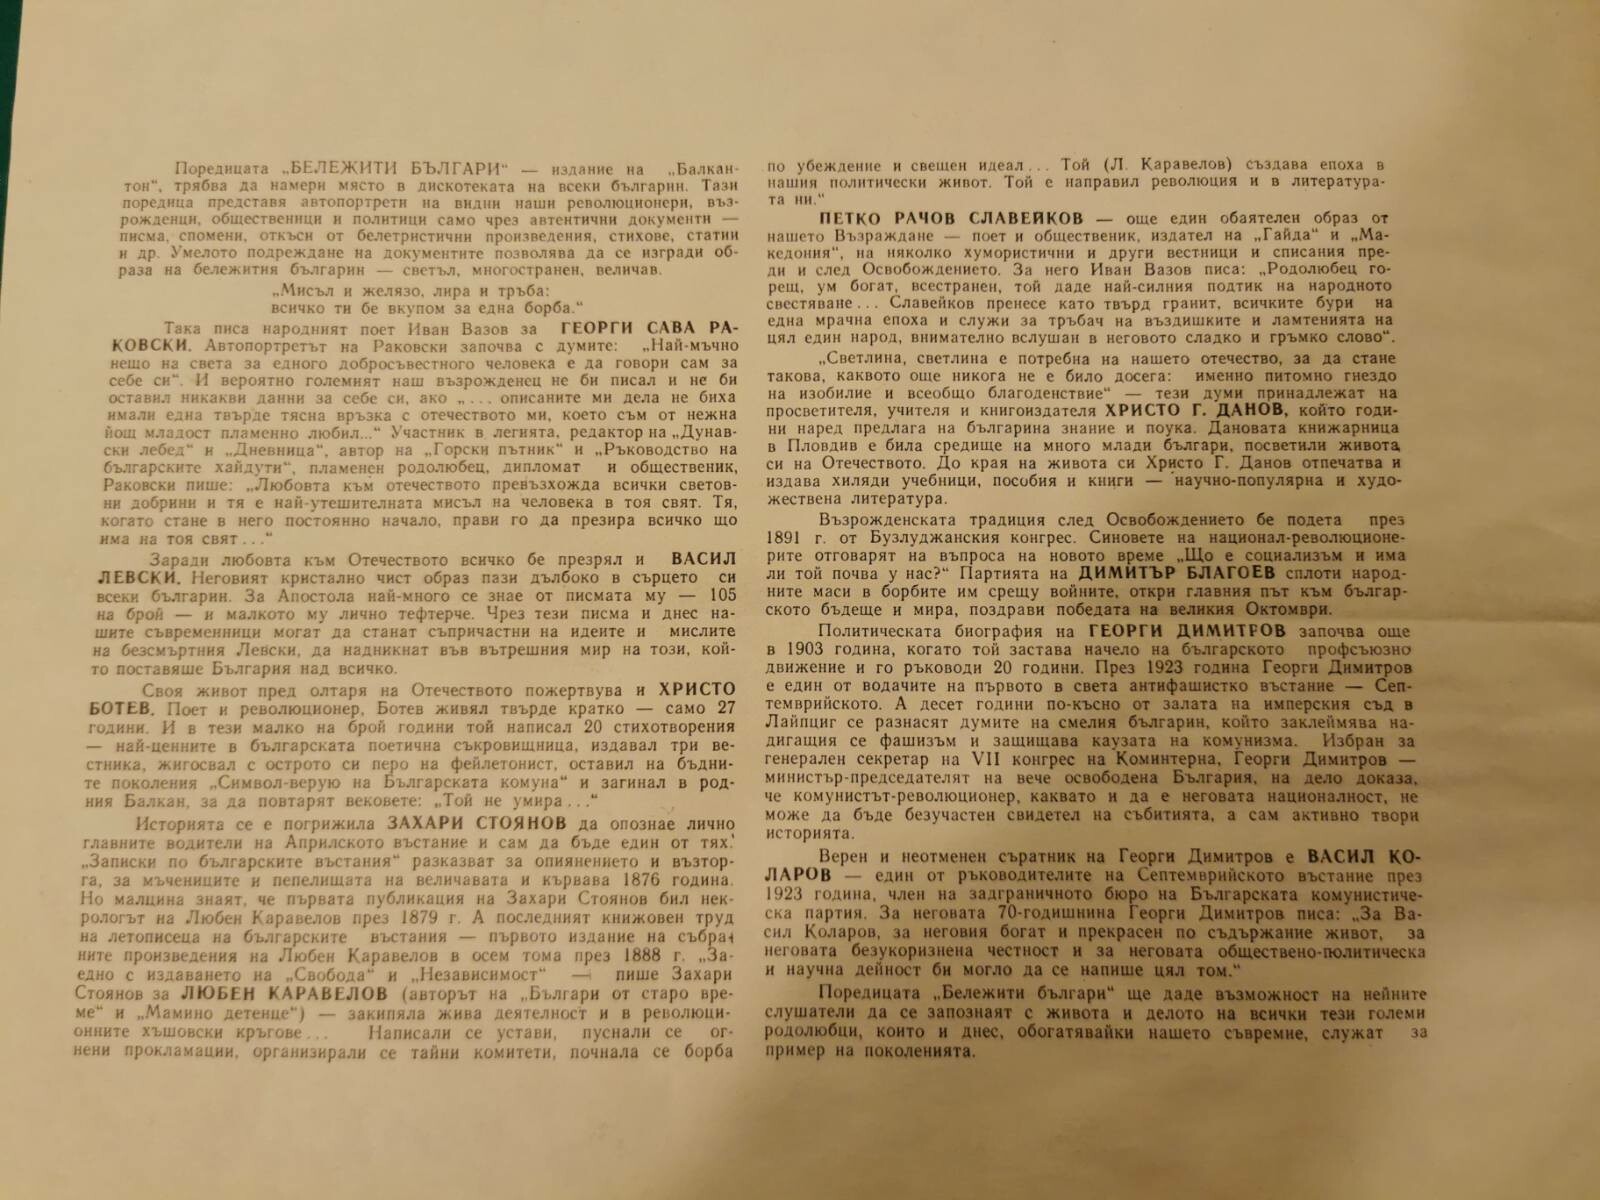 Поредицата „БЕЛЕЖИТИ БЪЛГАРИ“ — издание на „Балкан-
тон“, трябва да намери място в дискотеката на всеки българин. Тази
поредица представя автопортрети на видни наши революционери, въз-
рожденци, общественици и политици само чрез автентични документи —
писма, спомени, откъси от белетристични произведения, стихове, статии
и др. Умелото подреждане на документите позволява да се изгради об-
раза на бележития българин — светъл, многостранен, величав.
„Мисъл и желязо, лира и тръба:
всичко ти бе вкупом за една борба.“
Така писа народният поет Иван Вазов за ГЕОРГИ САВА РА-
КОВСКИ. Автопортретът на Раковски започва с думите: „Най-мъчно
нещо на света за едного добросъвестного человека е да говори сам за
себе си“. И вероятно големият наш възрожденец не би писал и не би
оставил никакви данни за себе си, ако „... описаните ми дела не биха
имали една твърде тясна връзка с отечеството ми, което съм от нежна
йощ младост пламенно любил...“ Участник в легията, редактор на „Дунав-
ски лебед“ и „Дневница“, автор на „Горски пътник“ и „Ръководство на
българските хайдути“, пламенен родолюбец, дипломат и общественик,
Раковски пише: „Любовта към отечеството превъзхожда всички светов-
ни добрини и тя е най-утешителната мисъл на человека в тоя свят. Тя,
когато стане в него постоянно начало, прави го да презира всичко що
има на тоя свят...“
Заради любовта към Отечеството всичко бе презрял и ВАСИЛ
ЛЕВСКИ. Неговият кристално чист образ пази дълбоко в сърцето си
всеки българин. За Апостола най-много се знае от писмата му — 105
на брой — и малкото му лично тефтерче. Чрез тези писма и днес на-
шите съвременници могат да станат съпричастни на идеите и мислите
на безсмъртния Левски, да надникнат във вътрешния мир на този, кой-
то поставяше България над всичко.
Своя живот пред олтаря на Отечеството пожертвува и ХРИСТО
БОТЕВ. Поет и революционер, Ботев живял твърде кратко — само 27
години. И в тези малко на брой години той написал 20 стихотворения
— най-ценните в българската поетична съкровищница, издавал три ве-
стника, жигосвал с острото си перо на фейлетонист, оставил на бъдни-
те поколения „Символ-верую на Българската комуна“ и загинал в род-
ния Балкан, за да повтарят вековете: „Той не умира...“
Историята се е погрижила ЗАХАРИ СТОЯНОВ да опознае лично
главните водители на Априлското въстание и сам да бъде един от тях.
„Записки по българските въстания“ разказват за опиянението и възтор-
га, за мъчениците и пепелищата на величавата и кървава 1876 година.
Но малцина знаят, че първата публикация на Захари Стоянов бил нек-
рологът на Любен Каравелов през 1879 г. А последният книжовен труд
на летописеца на българските въстания — първото издание на събра-
ните произведения на Любен Каравелов в осем тома през 1888 г. „За-
едно с издаването на „Свобода“ и „Независимост“ — пише Захари
Стоянов за ЛЮБЕН КАРАВЕЛОВ (авторът на „Българи от старо вре-
ме“ и „Мамино детенце“) — закипяла жива деятелност и в революци-
онните хъшовски кръгове... Написали се устави, пуснали се ог-
нени прокламации, организирали се тайни комитети, почнала се борба
по убеждение и свещен идеал... Той (Л. Каравелов) създава епоха в
нашия политически живот. Той е направил революция и в литература-
та ни.“
ПЕТКО РАЧОВ СЛАВЕЙКОВ — още един обаятелен образ от
нашето Възраждане — поет и общественик, издател на „Гайда“ и „Ма-
кедония“, на няколко хумористични и други вестници и списания пре-
ди и след Освобождението. За него Иван Вазов писа: „Родолюбец го-
рещ, ум богат, всестранен, той даде най-силния подтик на народното
свестяване... Славейков пренесе като твърд гранит, всичките бури на
една мрачна епоха и служи за тръбач на въздишките и ламтенията на
цял един народ, внимателно вслушан в неговото сладко и гръмко слово“.
„Светлина, светлина е потребна на нашето отечество, за да стане
такова, каквото още никога не е било досега: именно питомно гнездо
на изобилие и всеобщо благоденствие“ — тези думи принадлежат на
просветителя, учителя и книгоиздателя ХРИСТО Г. ДАНОВ, който годи-
ни наред предлага на българина знание и поука. Дановата книжарница
в Пловдив е била средище на много млади българи, посветили живота
си на Отечеството. До края на живота си Христо Г. Данов отпечатва и
издава хиляди учебници, пособия и книги — научно-популярна и худо-
жествена литература.
Възрожденската традиция след Освобождението бе подета през
1891 г. от Бузлуджанския конгрес. Синовете на национал-революционе-
рите отговарят на въпроса на новото време „Що е социализъм и има
ли той почва у нас?“ Партията на ДИМИТЪР БЛАГОЕВ сплоти народ-
ните маси в борбите им срещу войните, откри главния път към българ-
ското бъдеще и мира, поздрави победата на великия Октомври.
Политическата биография на ГЕОРГИ ДИМИТРОВ започва още
в 1903 година, когато той застава начело на българското профсъюзно
движение и го ръководи 20 години. През 1923 година Георги Димитров
е един от водачите на първото в света антифашистко въстание — Сеп-
темврийското. А десет години по-късно от залата на имперския съд в
Лайпциг се разнасят думите на смелия българин, който заклеймява на-
дигащия се фашизъм и защищава каузата на комунизма. Избран за
генерален секретар на VII конгрес на Коминтерна, Георги Димитров —
министър-председателят на вече освободена България, на дело доказа,
че комунистът-революционер, каквато и да е неговата националност, не
може да бъде безучастен свидетел на събитията, а сам активно твори
историята.
Верен и неотменен съратник на Георги Димитров е ВАСИЛ КО-
ЛАРОВ — един от ръководителите на Септемврийското въстание през
1923 година, член на задграничното бюро на Българската комунистиче-
ска партия. За неговата 70-годишнина Георги Димитров писа: „За Ва-
сил Коларов, за неговия богат и прекрасен по съдържание живот, за
неговата безукоризнена честност и за неговата обществено-политическа
и научна дейност би могло да се напише цял том.“
Поредицата „Бележити българи“ ще даде възможност на нейните
слушатели да се запознаят с живота и делото на всички тези големи
родолюбци, които и днес, обогатявайки нашето съвремие, служат за
пример на поколенията.